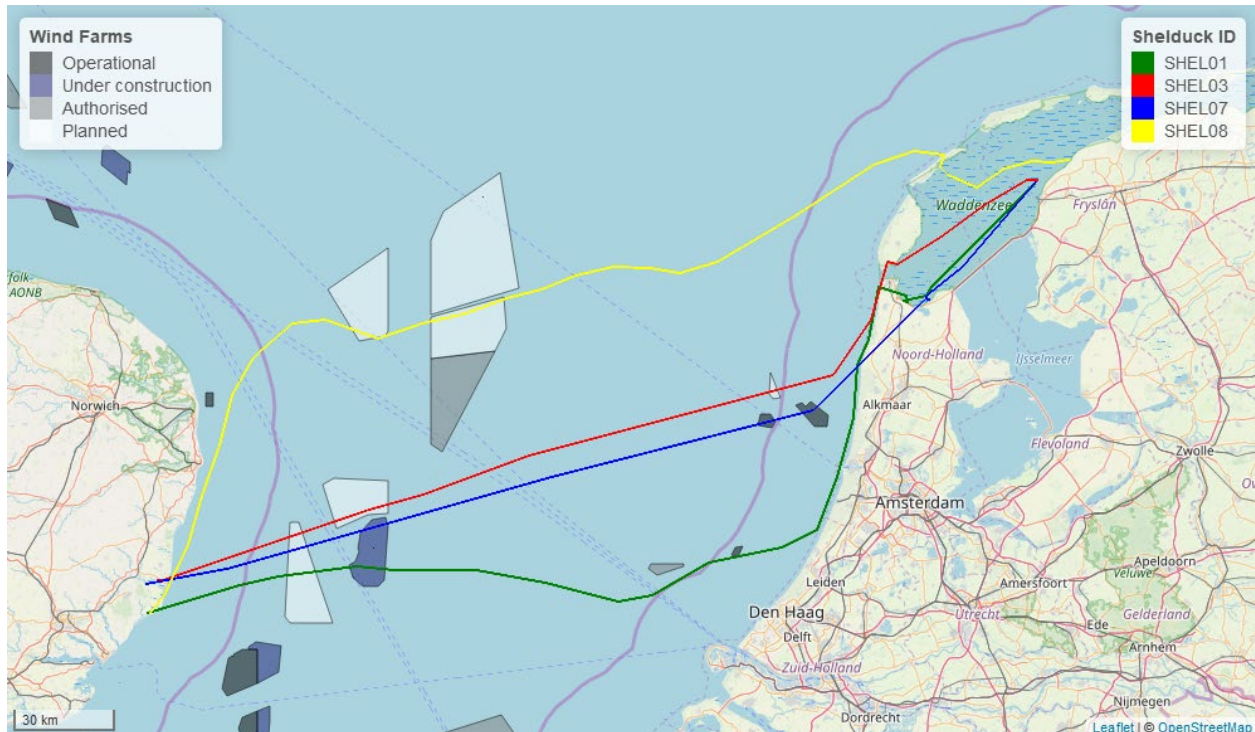 Wind Farms
Operational
Under construction
Authorised
Planned
Shelduck ID
SHEL01
SHEL03
SHEL07
SHEL08
Waddenzee
Fryslân
folk-
AONB
Norwich
Noord-Holland
IJsselmeer
Alkmaar
Flevoland
Zwolle
Ov
Amsterdam
Apeldoorn
Leiden
Amersfoort
Veluwe
Den Haag
Utrecht
Gelderland
Delft
Ede
Arnhem
Zuid-Holland
Nijmegen
Dordrecht
30 km
Leaflet | © OpenStreetMap